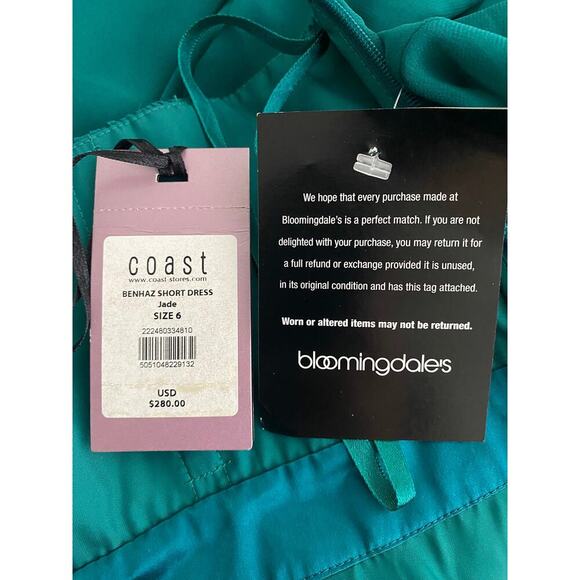 coast
www.coast-stores.com
BENHAZ SHORT DRESS
Jade
SIZE 6
222480334810
5051048229132
USD
$280.00
We hope that every purchase made at
Bloomingdale's is a perfect match. If you are not
delighted with your purchase, you may return it for
a full refund or exchange provided it is unused,
in its original condition and has this tag attached.
Worn or altered items may not be returned.
bloomingdale's